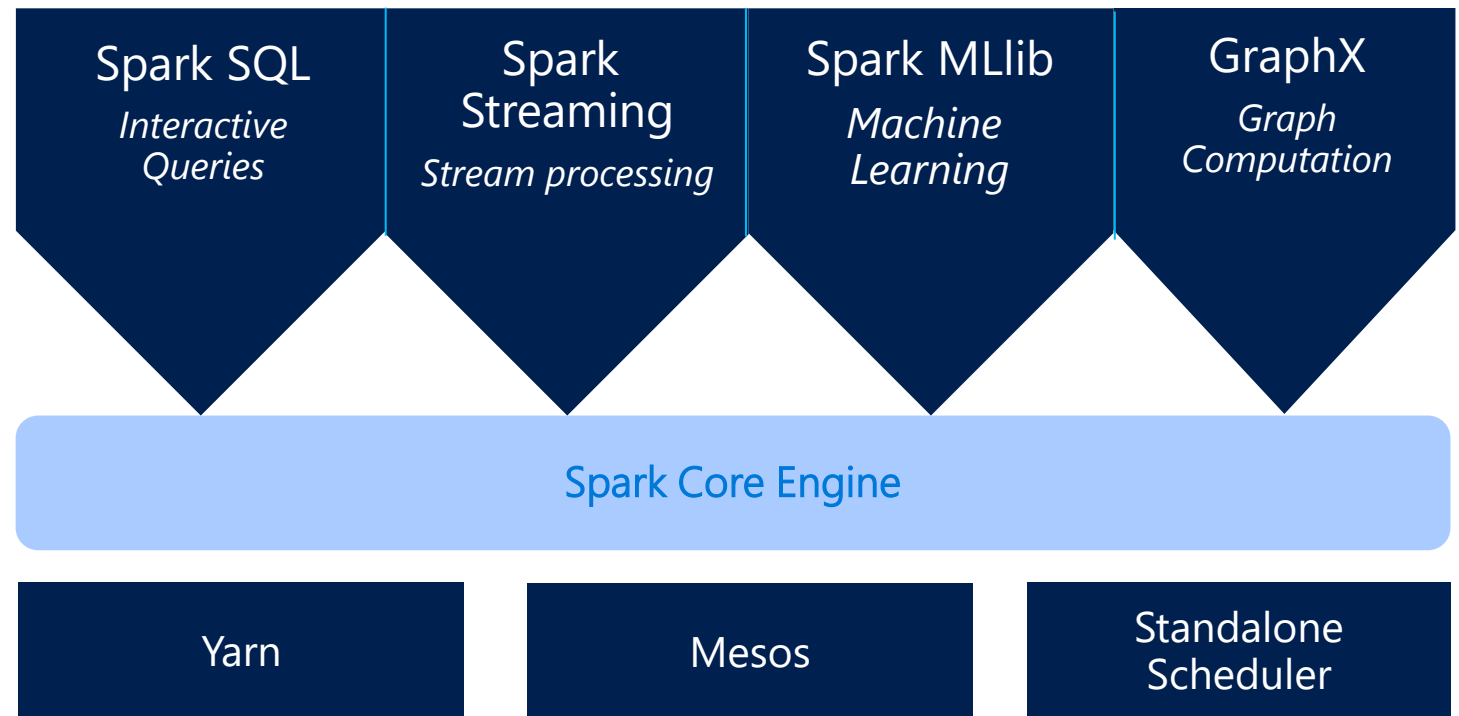 Spark SQL
Interactive
Queries
Spark
Streaming
Stream processing
Spark MLlib
Machine
Learning
GraphX
Graph
Computation
Spark Core Engine
Yarn
Mesos
Standalone
Scheduler